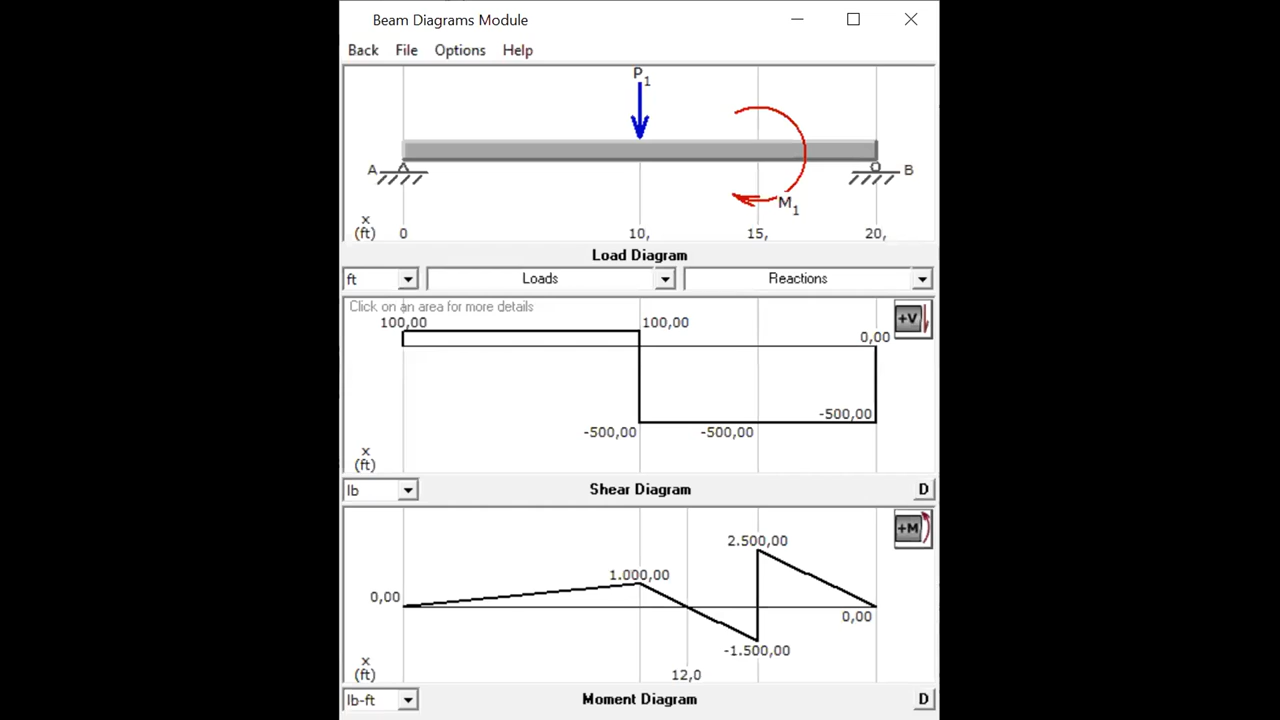 Beam Diagrams Module
Back File Options Help
P1
A
B
M1
x
(ft) 0 10, 15, 20,
Load Diagram
ft Loads Reactions
Click on an area for more details
100,00 100,00
0,00
+V
-500,00
-500,00 -500,00
x
(ft)
lb Shear Diagram D
+M
2.500,00
1.000,00
0,00
0,00
-1.500,00
x
(ft) 12,0
lb-ft Moment Diagram D